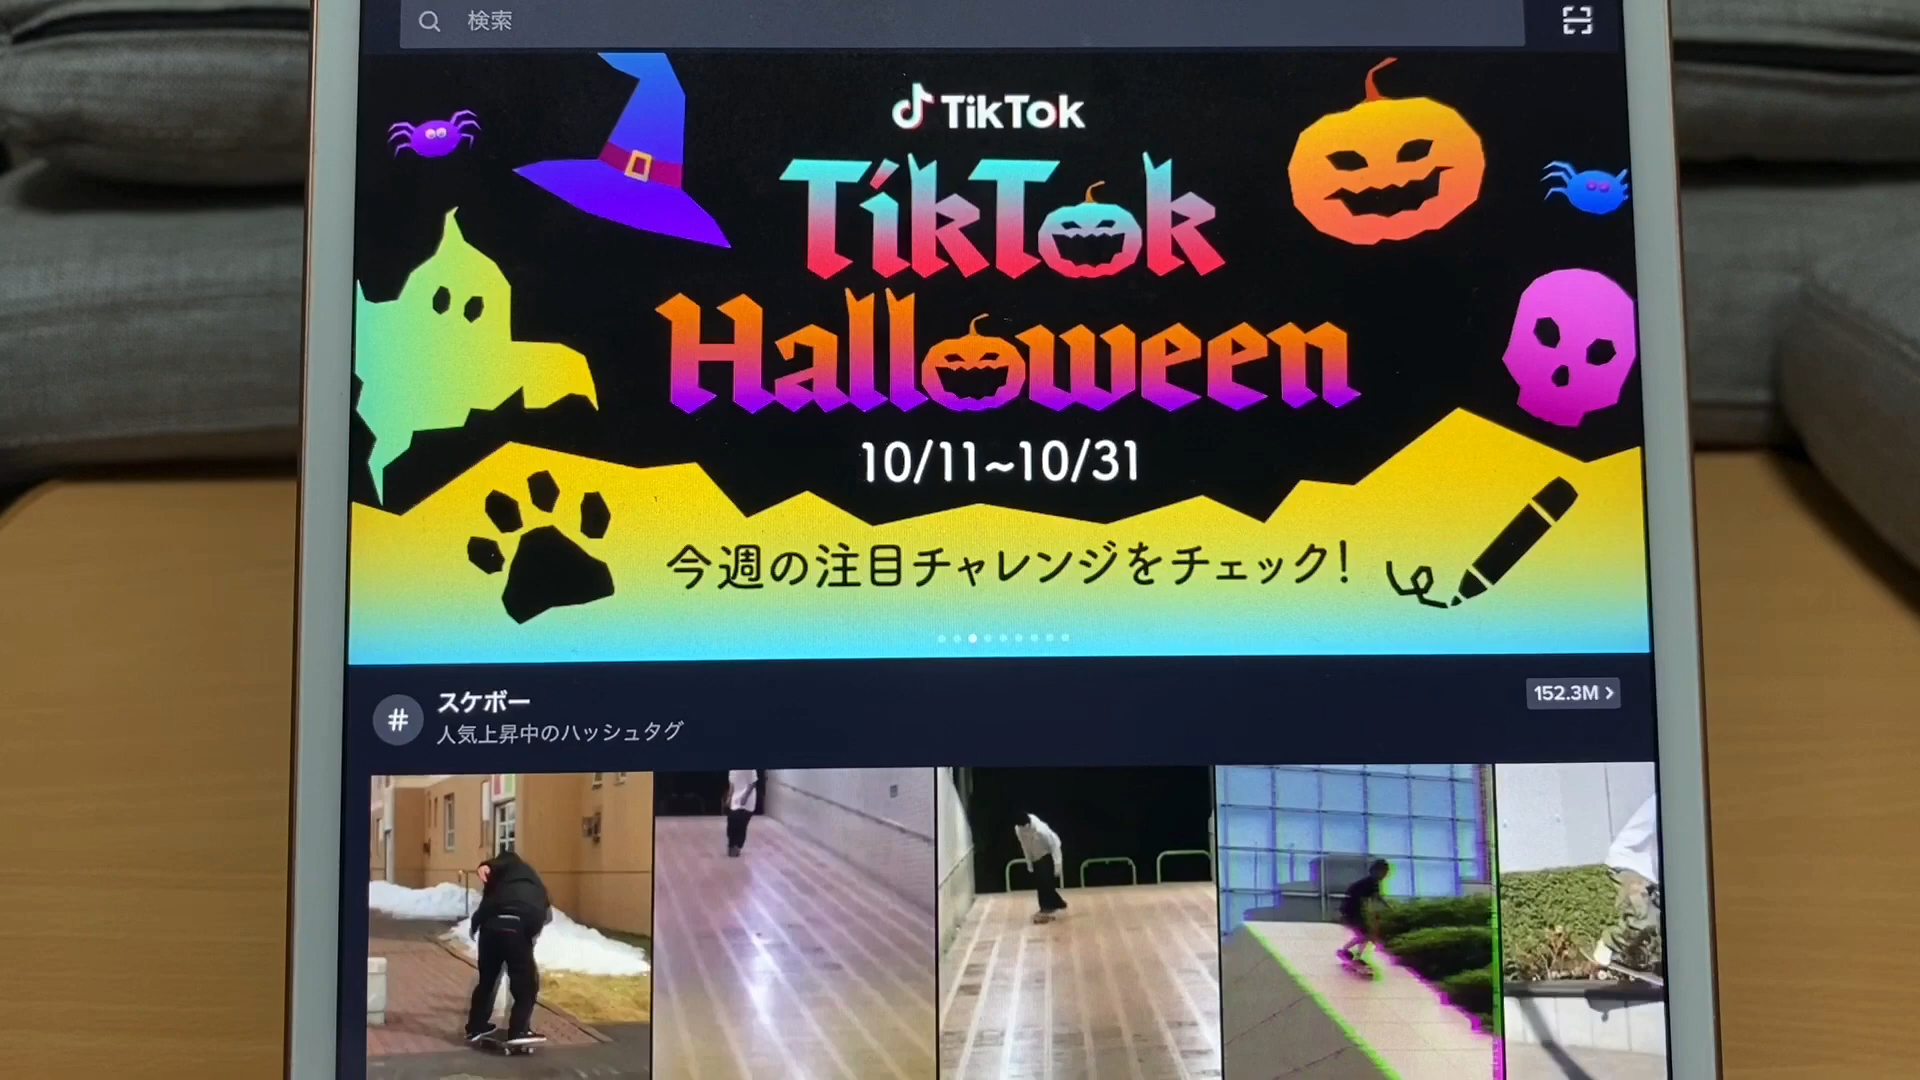 検索
TikTok
TikTok
Halloween
10/11~10/31
今週の注目チャレンジをチェック!
# スケボー
152.3M >
人気上昇中のハッシュタグ